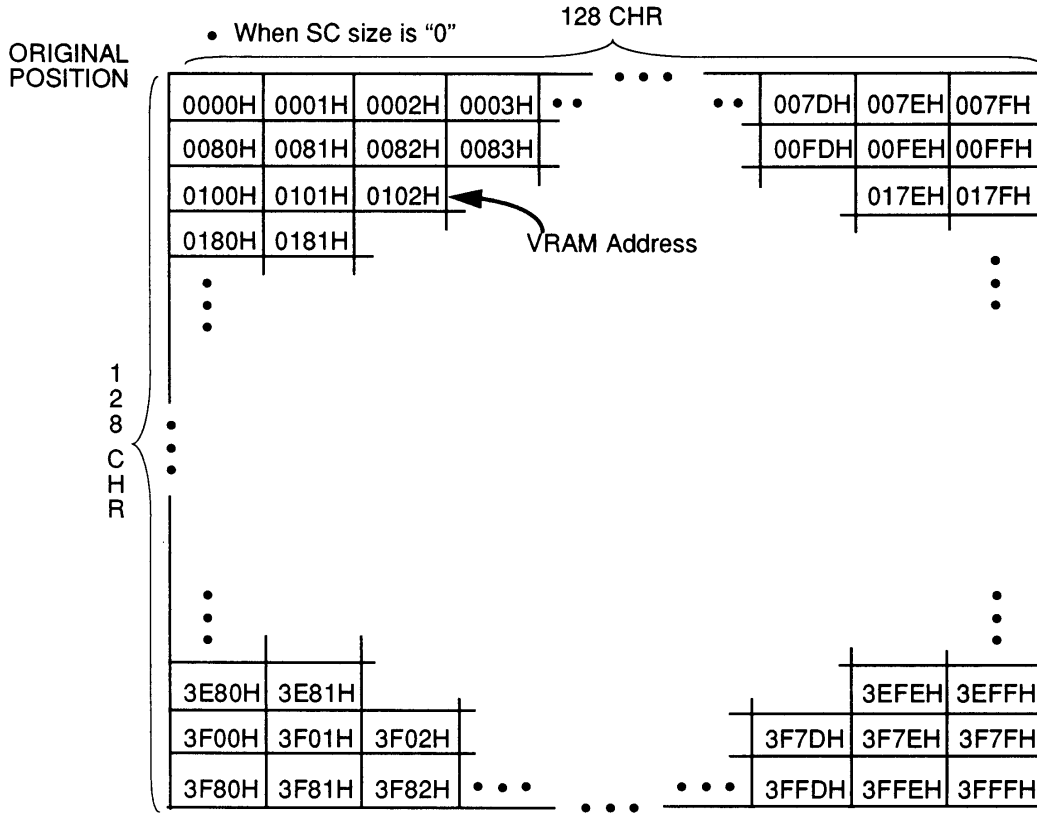 128 CHR
• When SC size is “0”
ORIGINAL
POSITION
0000H 0001H 0002H 0003H •• • • • •• 007DH 007EH 007FH
0080H 0081H 0082H 0083H 00FDH 00FEH 00FFH
0100H 0101H 0102H 017EH 017FH
0180H 0181H VRAM Address
1
2
8
C
H
R
3E80H 3E81H 3EFEH 3EFFH
3F00H 3F01H 3F02H 3F7DH 3F7EH 3F7FH
3F80H 3F81H 3F82H • • • • • • • • • 3FFDH 3FFEH 3FFFH